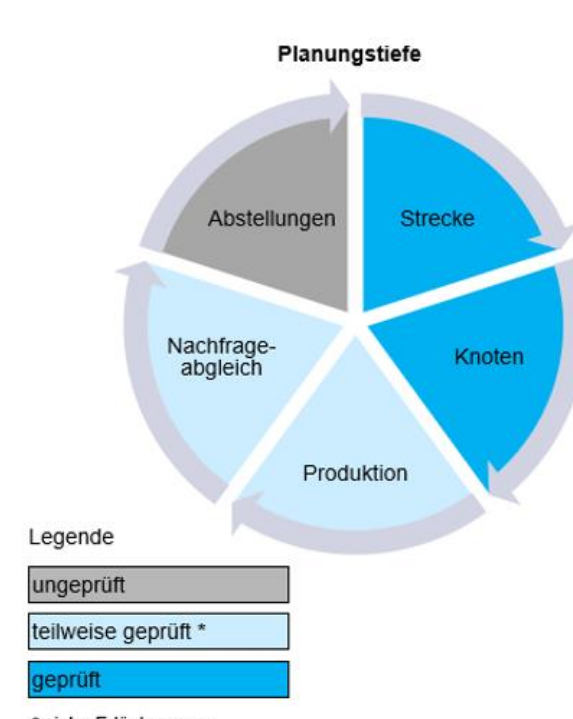 Planungstiefe
Abstellungen
Strecke
Nachfrage-
abgleich
Knoten
Produktion
Legende
ungeprüft
teilweise geprüft *
geprüft